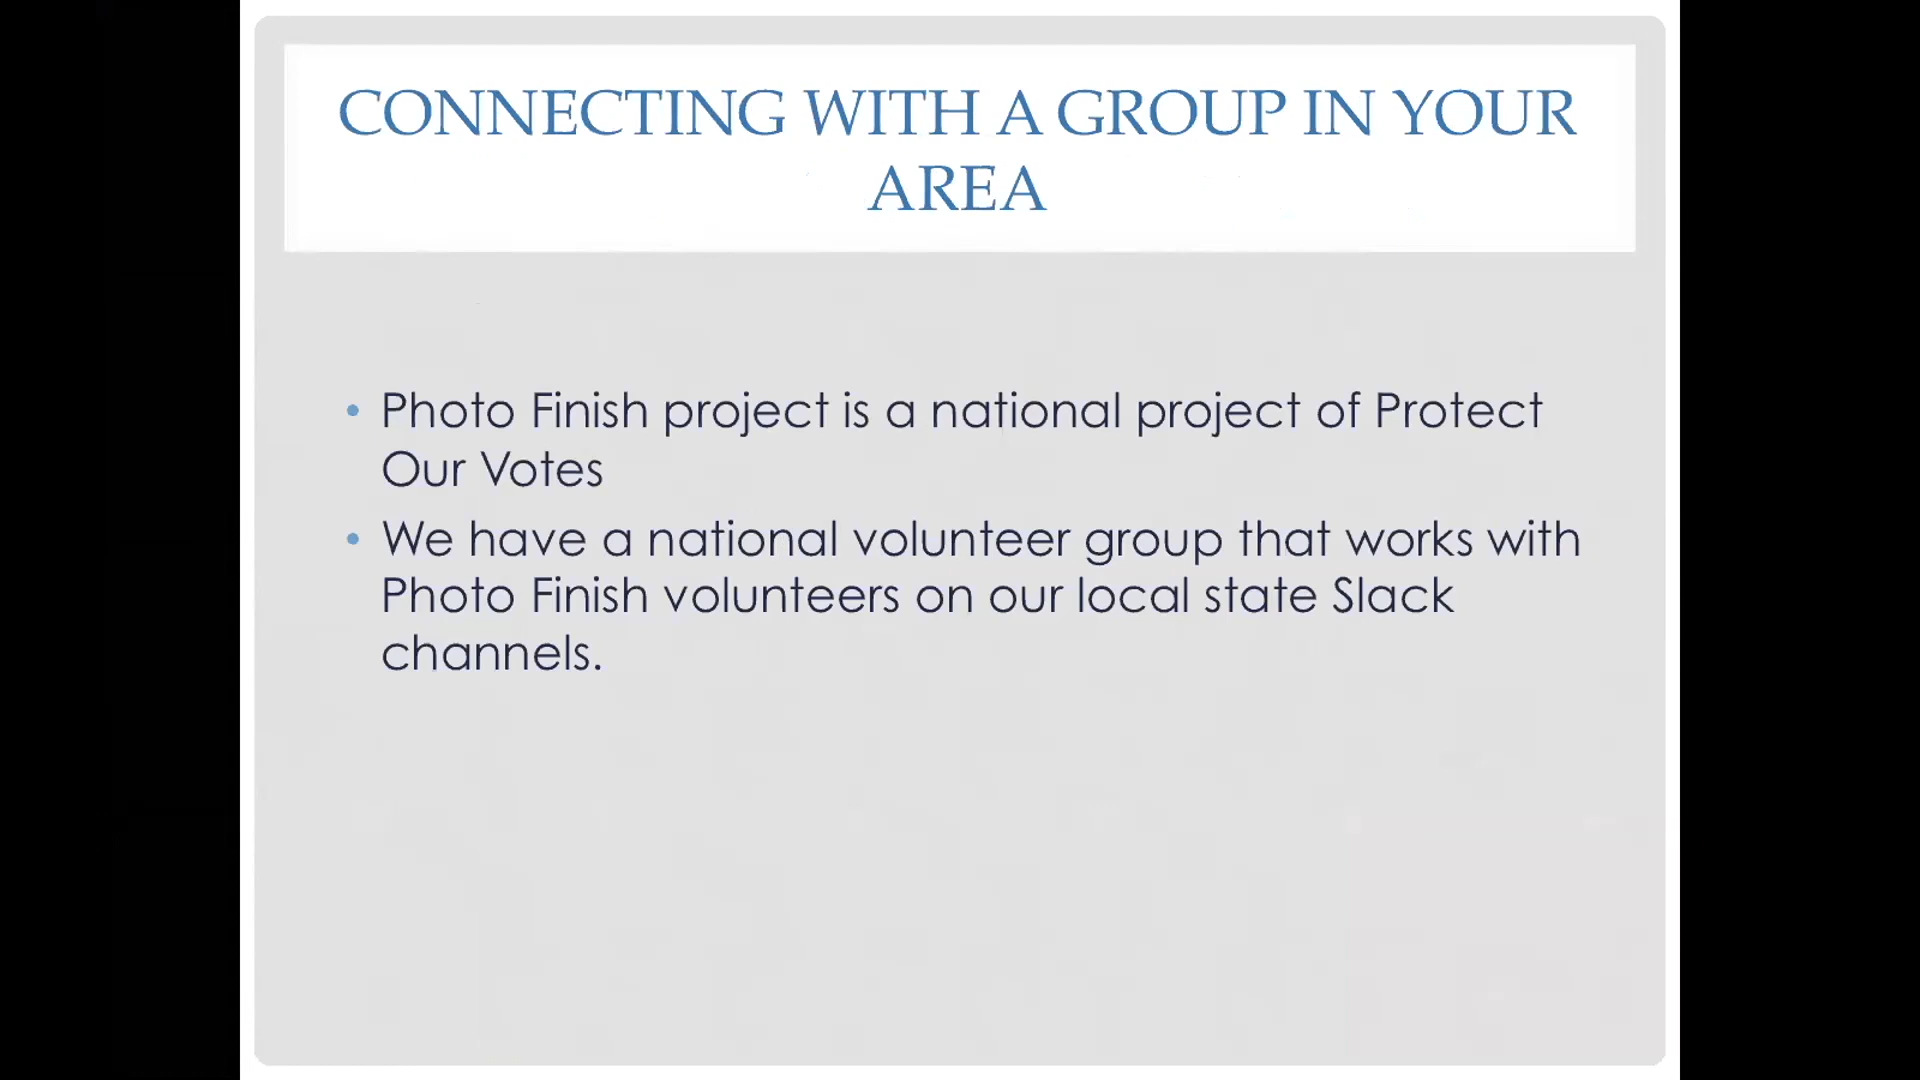 CONNECTING WITH A GROUP IN YOUR
AREA
• Photo Finish project is a national project of Protect
Our Votes
• We have a national volunteer group that works with
Photo Finish volunteers on our local state Slack
channels.